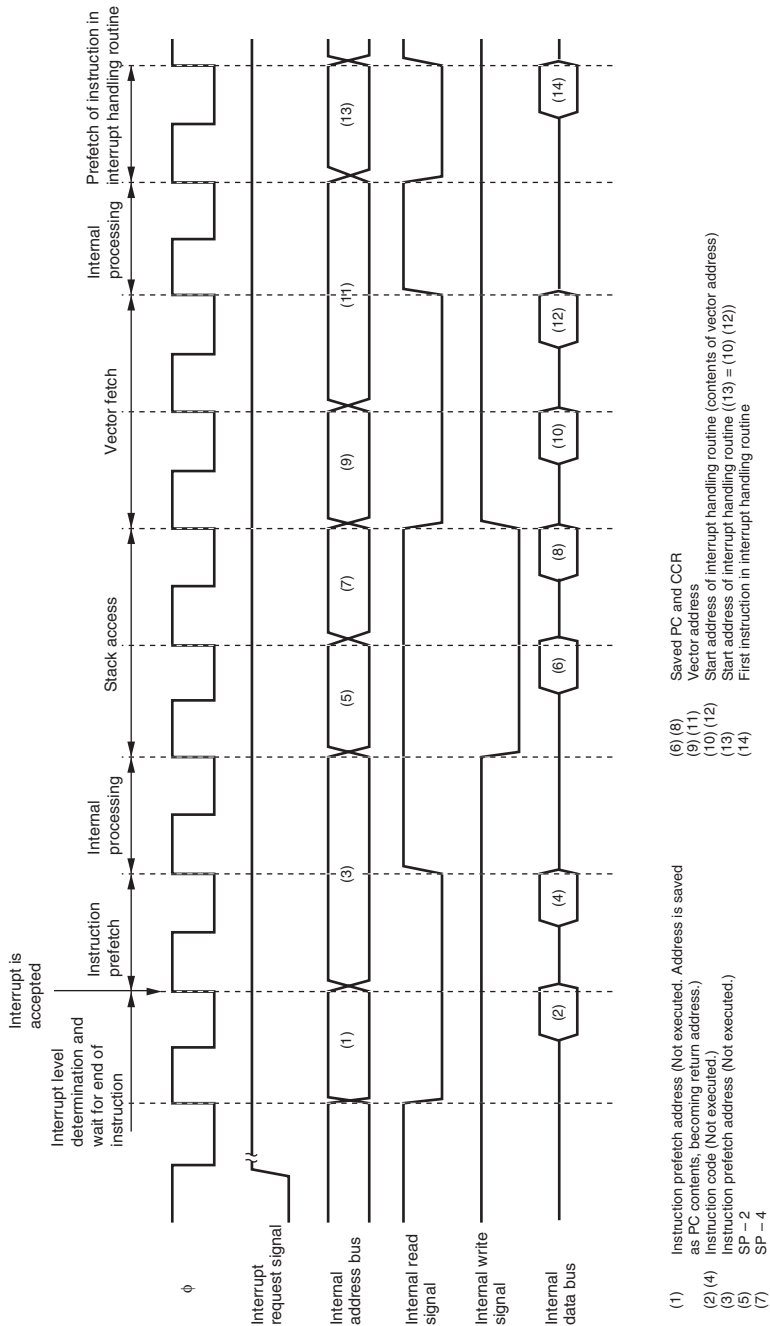 Interrupt is
accepted
Interrupt level
determination and
wait for end of
instruction
Instruction
prefetch
Internal
processing
Stack access
Vector fetch
Internal
processing
Prefetch of instruction in
interrupt handling routine
φ
Interrupt
request signal
Internal
address bus
(1)
(3)
(5)
(7)
(9)
(11)
(13)
Internal read
signal
Internal write
signal
Internal
data bus
(2)
(4)
(6)
(8)
(10)
(12)
(14)
(1) Instruction prefetch address (Not executed. Address is saved
as PC contents, becoming return address.)
(2) (4) Instruction code (Not executed.)
(3) Instruction prefetch address (Not executed.)
(5) SP – 2
(7) SP – 4
(6) (8) Saved PC and CCR
(9) (11) Vector address
(10) (12) Start address of interrupt handling routine (contents of vector address)
(13) Start address of interrupt handling routine ((13) = (10) (12))
(14) First instruction in interrupt handling routine